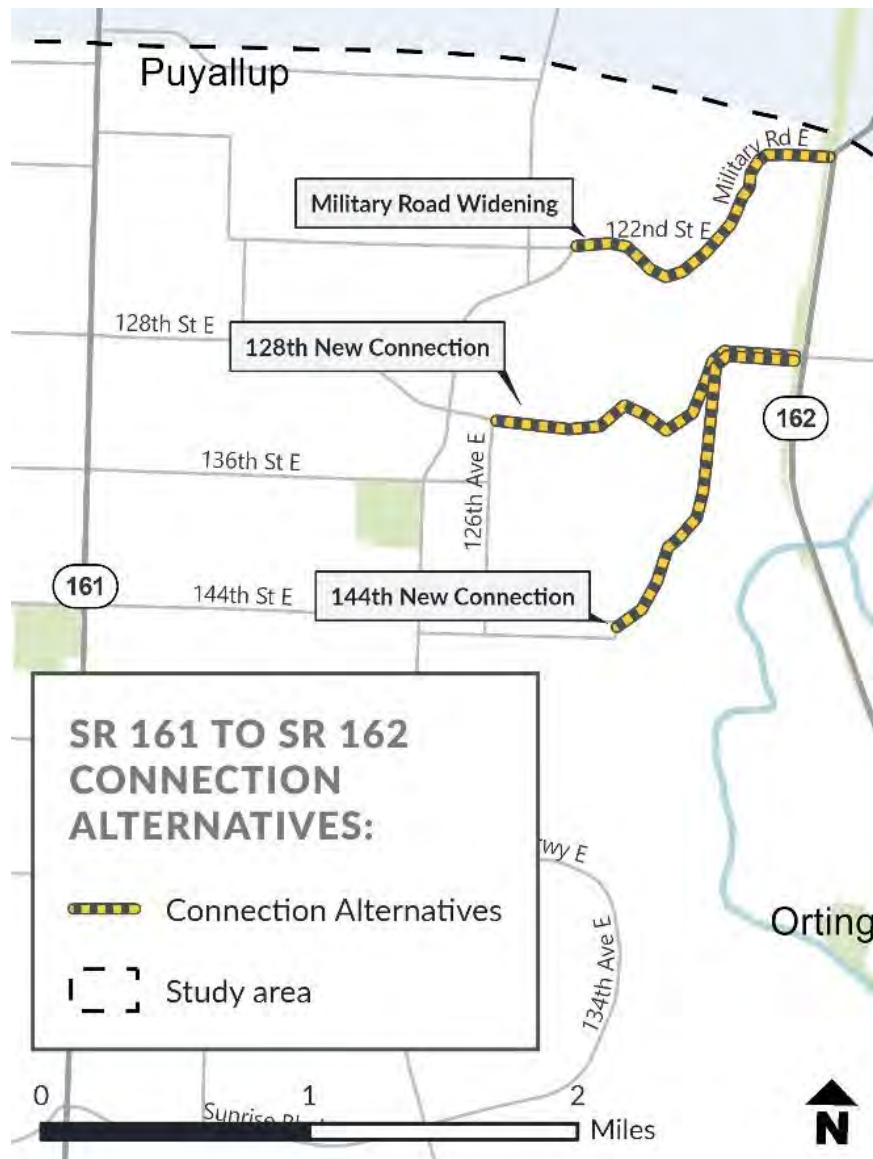 Puyallup
Military Rd E
Military Road Widening
122nd St E
128th St E
128th New Connection
162
136th St E
126th Ave E
161
144th St E
144th New Connection
SR 161 TO SR 162
CONNECTION
ALTERNATIVES:
Connection Alternatives
Study area
wy E
Orting
134th Ave E
0 1 2
Sunrise
Miles
N